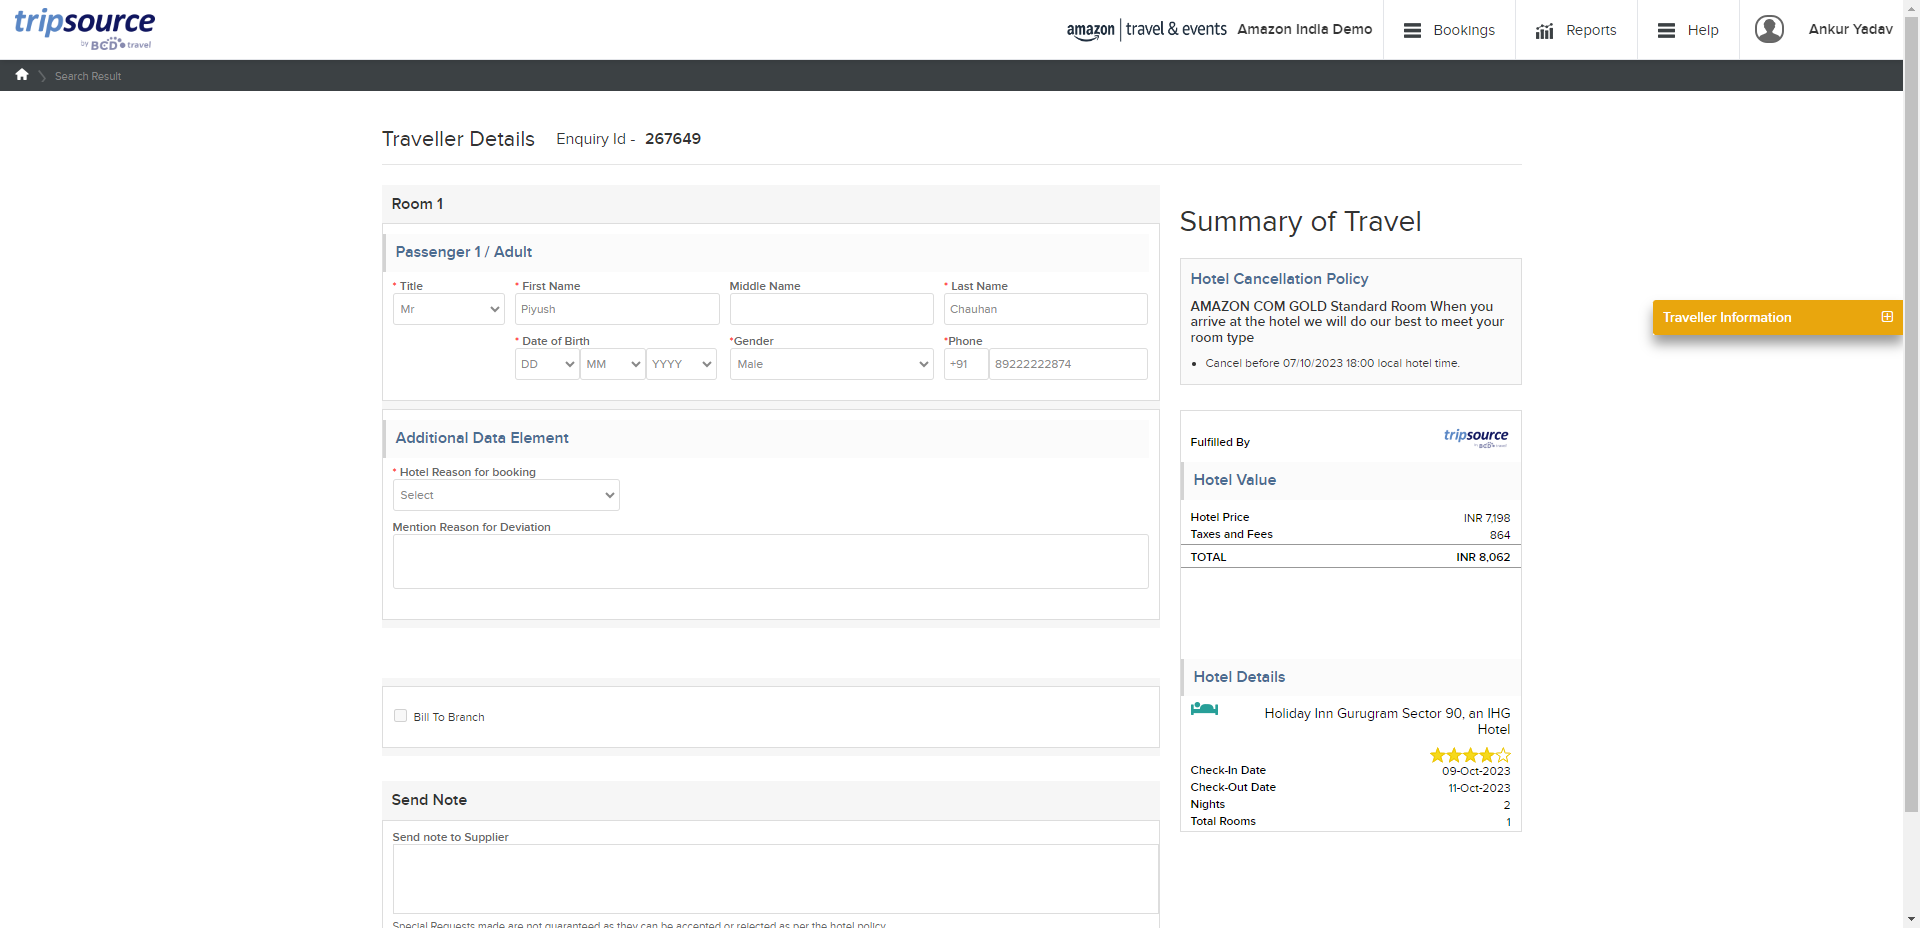 tripsource
by BCD travel
amazon travel & events
Amazon India Demo
Bookings
Reports
Help
Ankur Yadav
Search Result
Traveller Details
Enquiry Id - 267649
Room 1
Passenger 1 / Adult
* Title
* First Name
Middle Name
* Last Name
Mr
Piyush
Chauhan
* Date of Birth
*Gender
*Phone
DD
MM
YYYY
Male
+91
89222222874
Additional Data Element
* Hotel Reason for booking
Select
Mention Reason for Deviation
Bill To Branch
Send Note
Send note to Supplier
Special Requests made are not guaranteed as they can be accepted or rejected as per the hotel policy
Summary of Travel
Hotel Cancellation Policy
AMAZON COM GOLD Standard Room When you
arrive at the hotel we will do our best to meet your
room type
Cancel before 07/10/2023 18:00 local hotel time.
Fulfilled By
tripsource
by BCD travel
Hotel Value
Hotel Price INR 7,198
Taxes and Fees 864
TOTAL INR 8,062
Hotel Details
Holiday Inn Gurugram Sector 90, an IHG
Hotel
Check-In Date 09-Oct-2023
Check-Out Date 11-Oct-2023
Nights 2
Total Rooms 1
Traveller Information